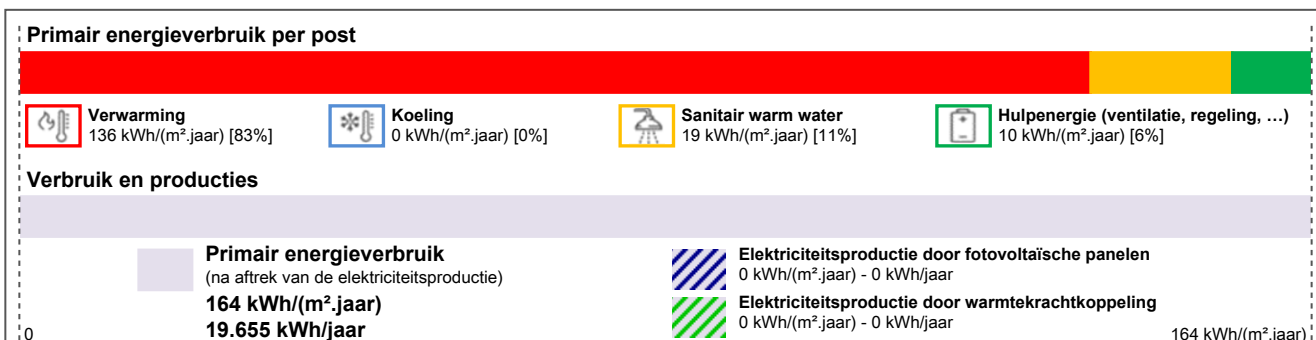 Primair energieverbruik per post
Verwarming
136 kWh/(m².jaar) [83%]
Koeling
0 kWh/(m².jaar) [0%]
Sanitair warm water
19 kWh/(m².jaar) [11%]
Hulpenergie (ventilatie, regeling, …)
10 kWh/(m².jaar) [6%]
Verbruik en producties
Primair energieverbruik
(na aftrek van de elektriciteitsproductie)
164 kWh/(m².jaar)
19.655 kWh/jaar
Elektriciteitsproductie door fotovoltaïsche panelen
0 kWh/(m².jaar) - 0 kWh/jaar
Elektriciteitsproductie door warmtekrachtkoppeling
0 kWh/(m².jaar) - 0 kWh/jaar
0
164 kWh/(m².jaar)